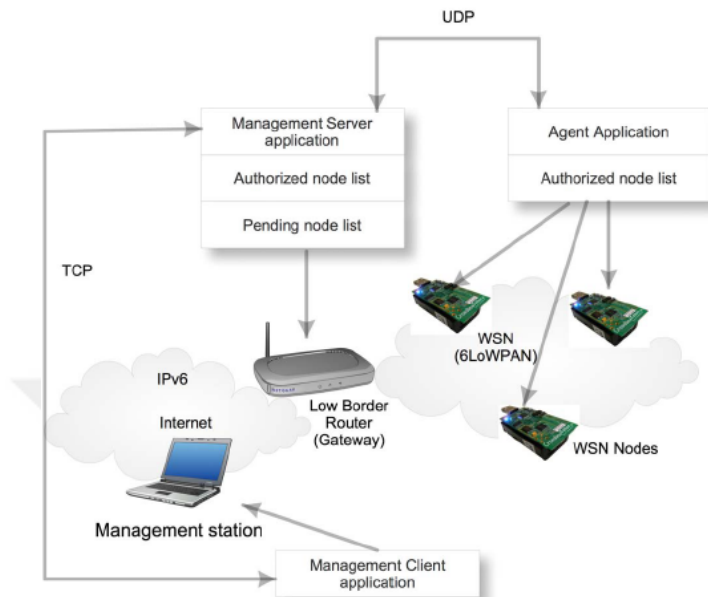 UDP
Management Server
application
Authorized node list
Pending node list
Agent Application
Authorized node list
TCP
WSN
(6LoWPAN)
IPv6
Internet
Low Border
Router
(Gateway)
WSN Nodes
Management station
Management Client
application